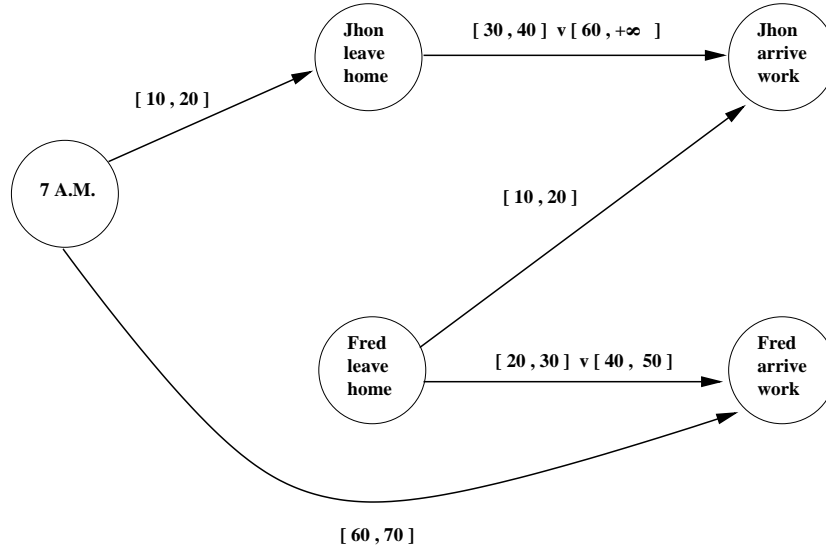 Jhon
leave
home
[ 30 , 40 ] v [ 60 , +∞ ]
Jhon
arrive
work
[ 10 , 20 ]
7 A.M.
[ 10 , 20 ]
Fred
leave
home
[ 20 , 30 ] v [ 40 , 50 ]
Fred
arrive
work
[ 60 , 70 ]